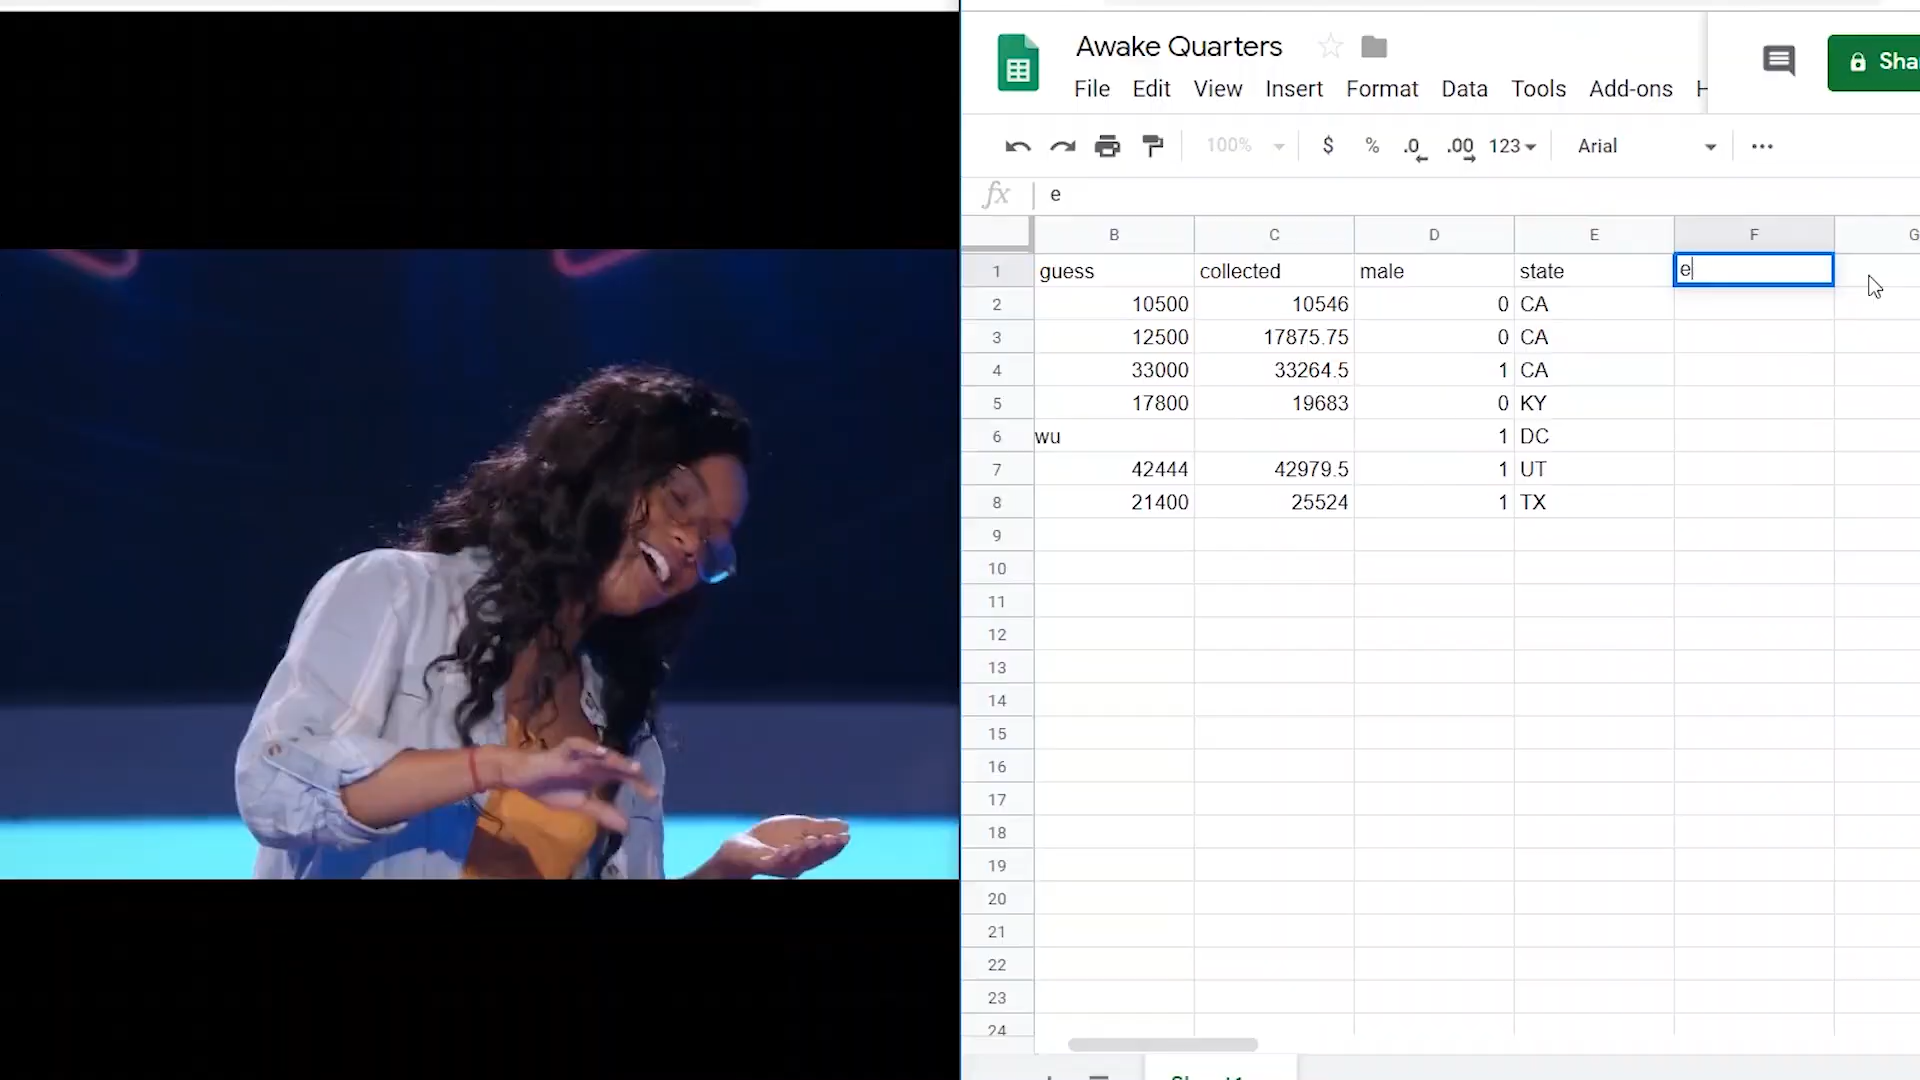 Awake Quarters
File Edit View Insert Format Data Tools Add-ons
100% $ % .0 .00 123 Arial
fx e
B C D E F G
1 guess collected male state e
2 10500 10546 0 CA
3 12500 17875.75 0 CA
4 33000 33264.5 1 CA
5 17800 19683 0 KY
6 wu 1 DC
7 42444 42979.5 1 UT
8 21400 25524 1 TX
9
10
11
12
13
14
15
16
17
18
19
20
21
22
23
24